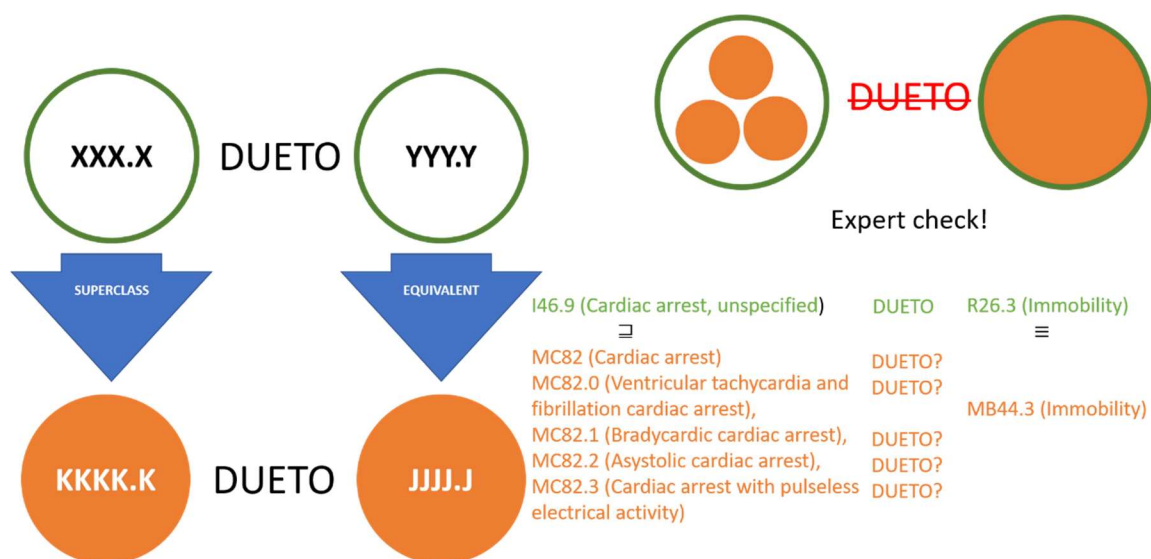 XXX.X DUETO YYY.Y
DUETO
Expert check!
SUPERCLASS EQUIVALENT
I46.9 (Cardiac arrest, unspecified) DUETO R26.3 (Immobility)
⊒ ≡
MC82 (Cardiac arrest) DUETO?
MC82.0 (Ventricular tachycardia and DUETO?
fibrillation cardiac arrest), MB44.3 (Immobility)
MC82.1 (Bradycardic cardiac arrest), DUETO?
MC82.2 (Asystolic cardiac arrest), DUETO?
MC82.3 (Cardiac arrest with pulseless DUETO?
electrical activity)
KKKK.K DUETO JJJJ.J